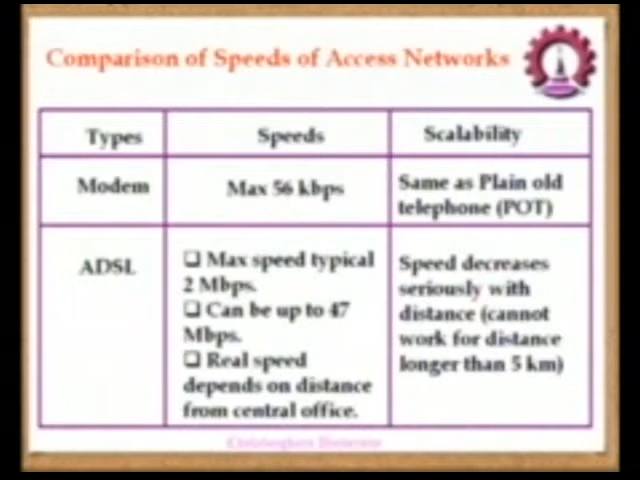 Comparison of Speeds of Access Networks
Types
Speeds
Scalability
Modem
Max 56 kbps
Same as Plain old
telephone (POT)
ADSL
❑ Max speed typical
2 Mbps.
❑ Can be up to 47
Mbps.
❑ Real speed
depends on distance
from central office.
Speed decreases
seriously with
distance (cannot
work for distance
longer than 5 km)